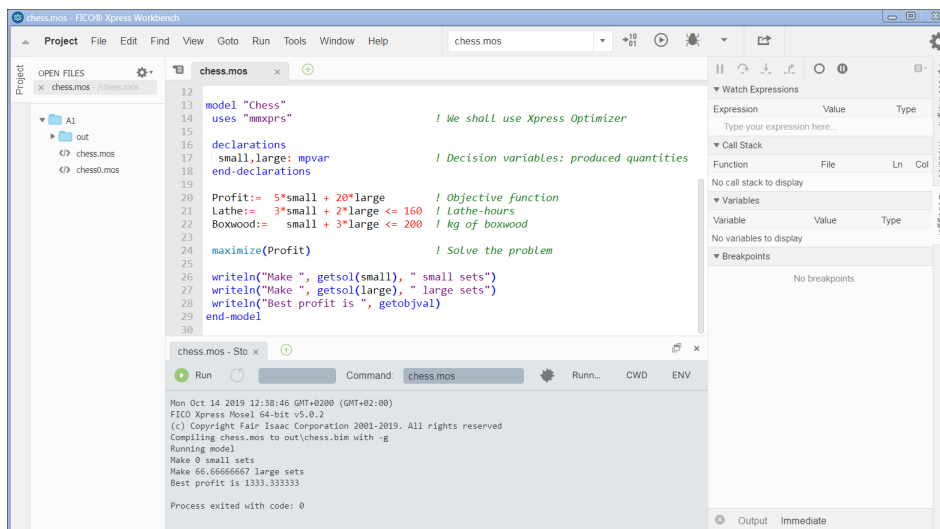 chess.mos - FICO® Xpress Workbench
Project File Edit Find View Goto Run Tools Window Help chess.mos
Project
OPEN FILES
chess.mos - /chess.mos
A1
out
chess.mos
chess0.mos
chess.mos
12
13 model "Chess"
14 uses "mmxprs" ! We shall use Xpress Optimizer
15
16 declarations
17 small,large: mpvar ! Decision variables: produced quantities
18 end-declarations
19
20 Profit:= 5*small + 20*large ! Objective function
21 Lathe:= 3*small + 2*large <= 160 ! Lathe-hours
22 Boxwood:= small + 3*large <= 200 ! kg of boxwood
23
24 maximize(Profit) ! Solve the problem
25
26 writeln("Make ", getsol(small), " small sets")
27 writeln("Make ", getsol(large), " large sets")
28 writeln("Best profit is ", getobjval)
29 end-model
30
chess.mos - Sto
Run Command: chess.mos Runn... CWD ENV
Mon Oct 14 2019 12:38:46 GMT+0200 (GMT+02:00)
FICO Xpress Mosel 64-bit v5.0.2
(c) Copyright Fair Isaac Corporation 2001-2019. All rights reserved
Compiling chess.mos to out\chess.bim with -g
Running model
Make 0 small sets
Make 66.66666667 large sets
Best profit is 1333.333333
Process exited with code: 0
Watch Expressions
Expression Value Type
Type your expression here...
Call Stack
Function File Ln Col
No call stack to display
Variables
Variable Value Type
No variables to display
Breakpoints
No breakpoints
Output Immediate